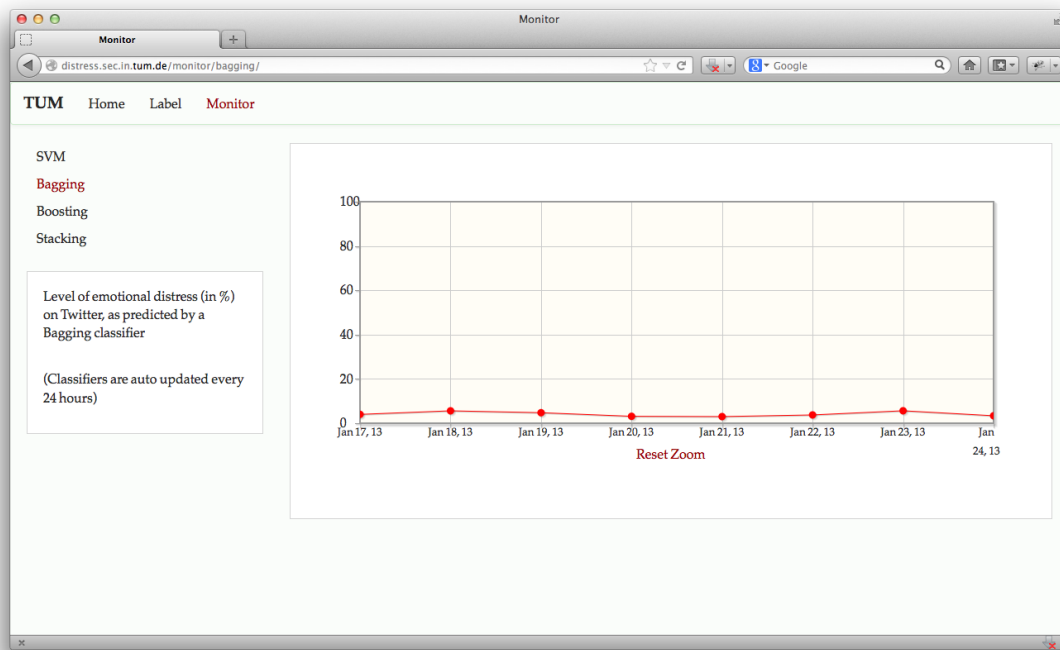 Monitor
Monitor
distress.sec.in.tum.de/monitor/bagging/
Google
TUM Home Label Monitor
SVM
Bagging
Boosting
Stacking
Level of emotional distress (in %)
on Twitter, as predicted by a
Bagging classifier
(Classifiers are auto updated every
24 hours)
100
80
60
40
20
0
Jan 17, 13 Jan 18, 13 Jan 19, 13 Jan 20, 13 Jan 21, 13 Jan 22, 13 Jan 23, 13 Jan
24, 13
Reset Zoom